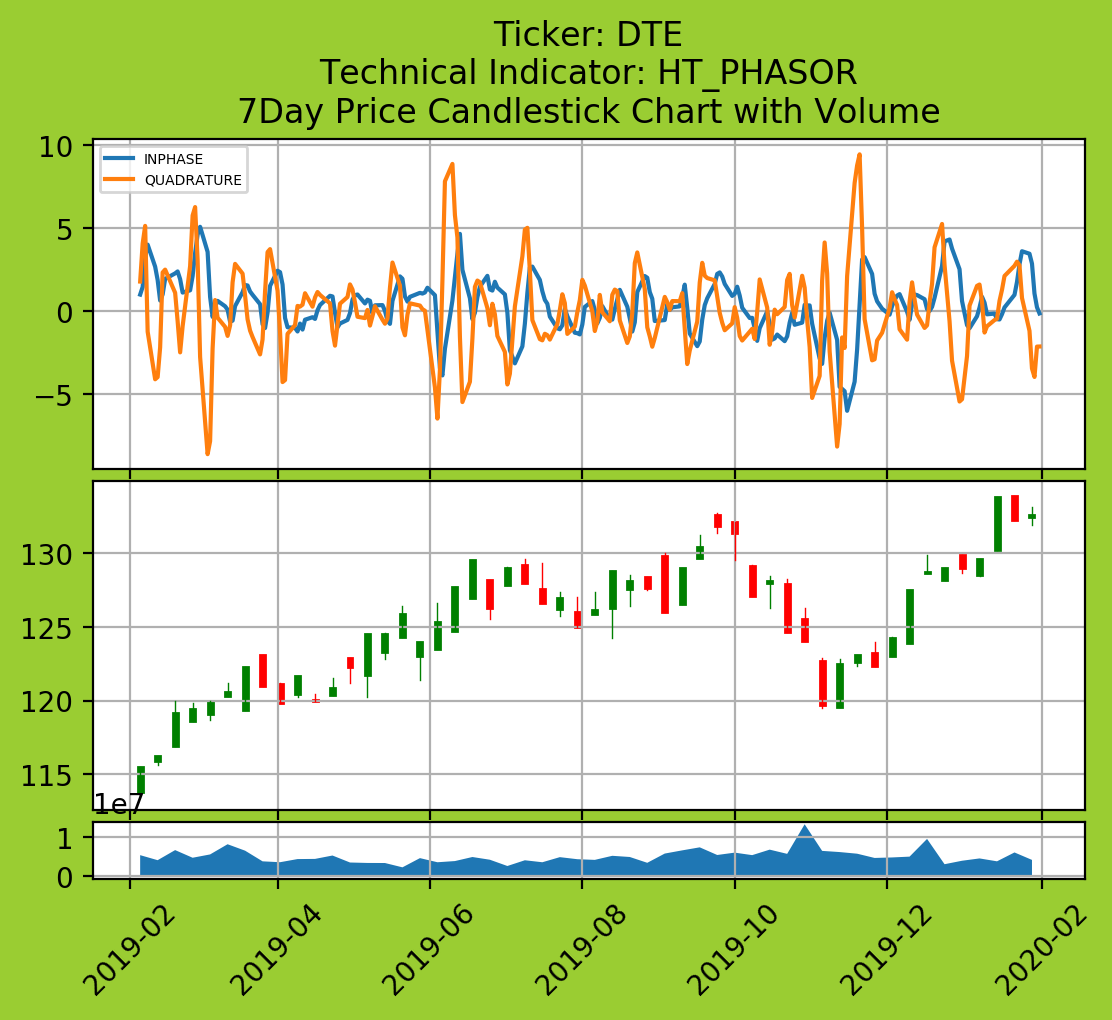 Ticker: DTE
Technical Indicator: HT_PHASOR
7Day Price Candlestick Chart with Volume
10
5
0
−5
INPHASE
QUADRATURE
130
125
120
115
1e7
1
0
2019-02
2019-04
2019-06
2019-08
2019-10
2019-12
2020-02